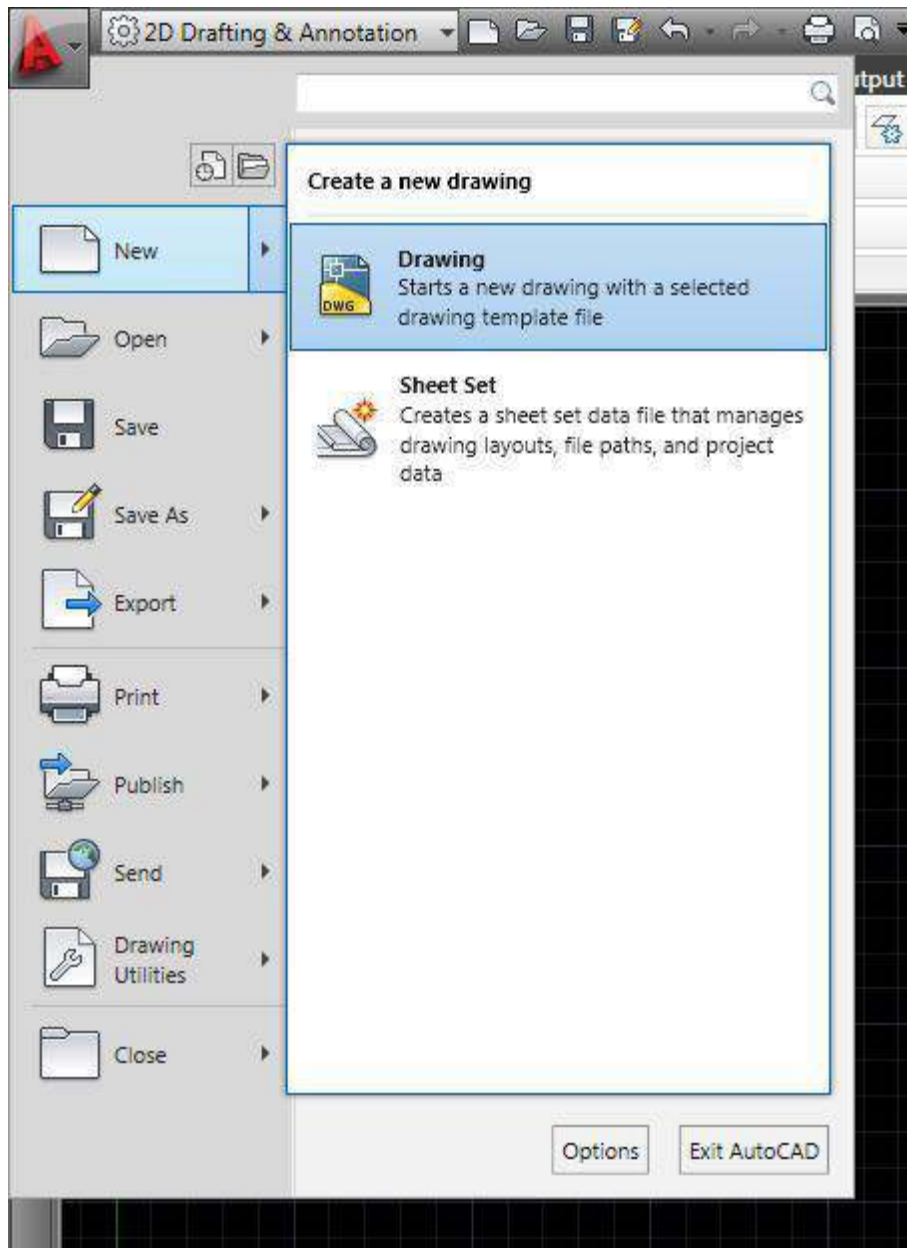 2D Drafting & Annotation
Create a new drawing
New
Drawing
Starts a new drawing with a selected
drawing template file
Open
Sheet Set
Creates a sheet set data file that manages
drawing layouts, file paths, and project
data
Save
Save As
Export
Print
Publish
Send
Drawing
Utilities
Close
Options
Exit AutoCAD
DWG